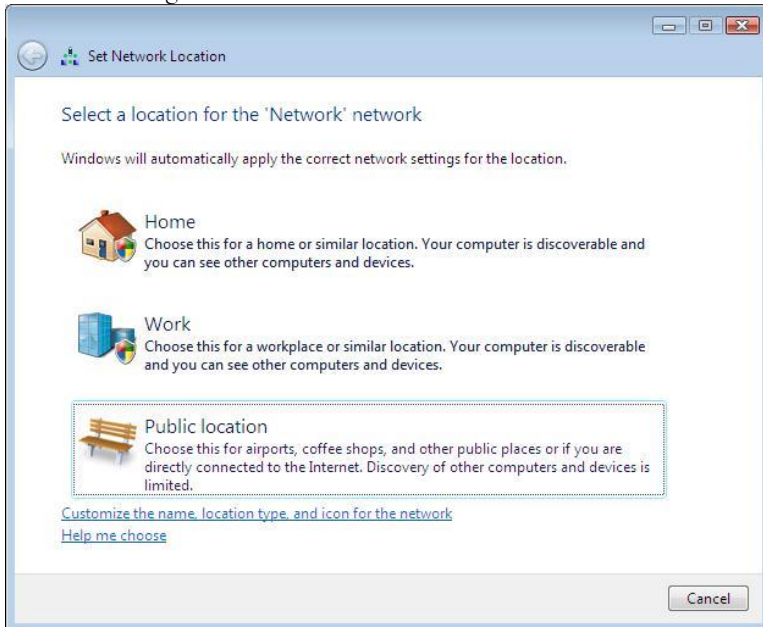 Set Network Location
Select a location for the 'Network' network
Windows will automatically apply the correct network settings for the location.
Home
Choose this for a home or similar location. Your computer is discoverable and
you can see other computers and devices.
Work
Choose this for a workplace or similar location. Your computer is discoverable
and you can see other computers and devices.
Public location
Choose this for airports, coffee shops, and other public places or if you are
directly connected to the Internet. Discovery of other computers and devices is
limited.
Customize the name, location type, and icon for the network
Help me choose
Cancel